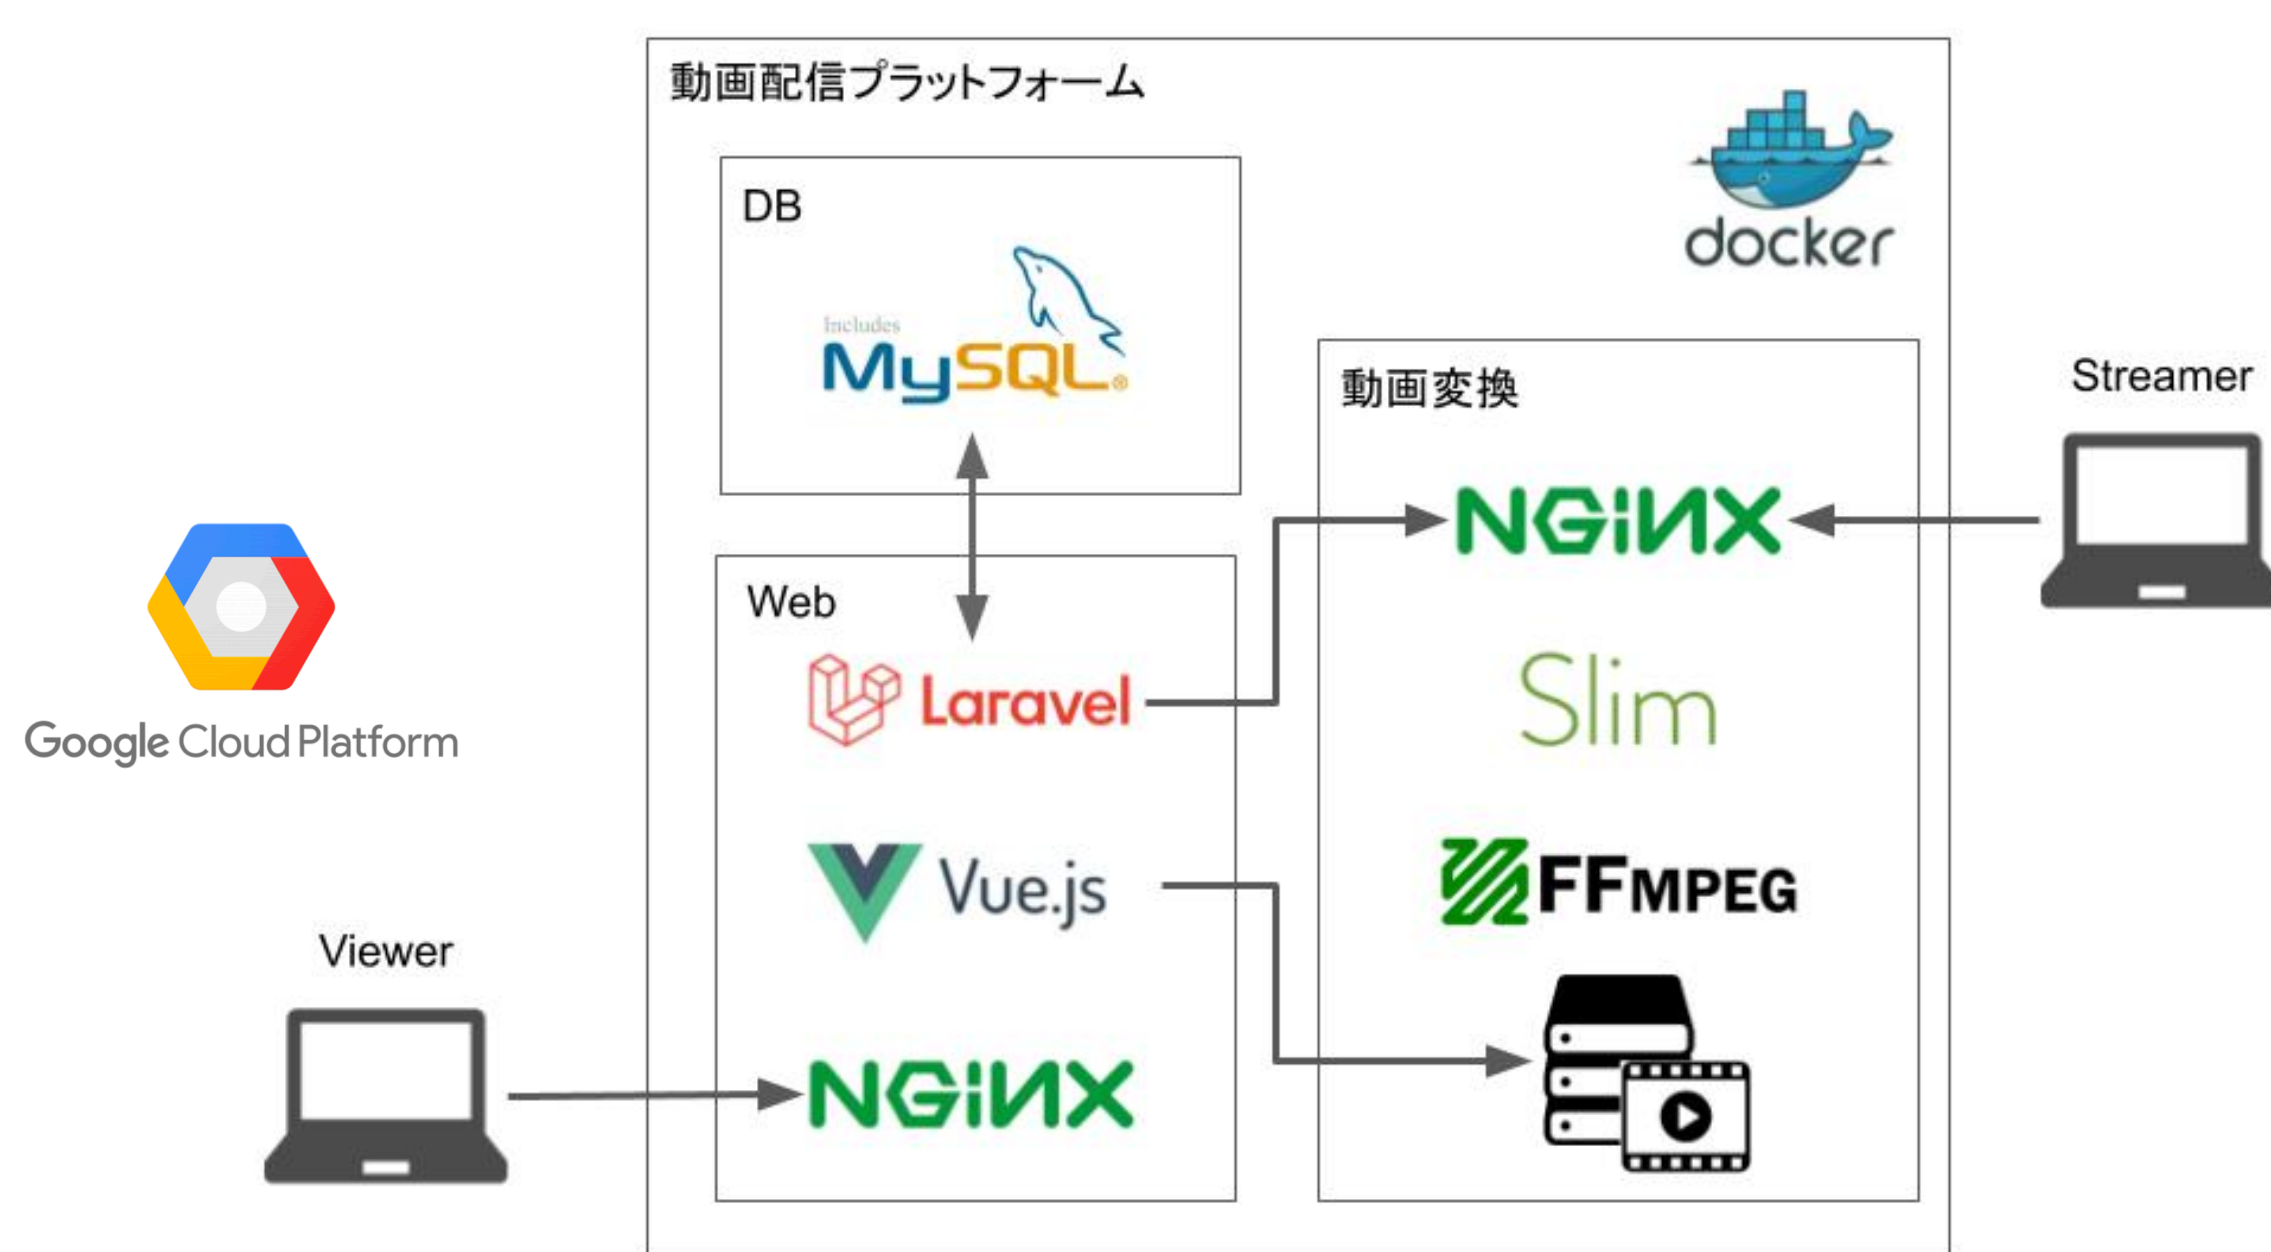 動画配信プラットフォーム
docker
DB
Includes
MySQL®
動画変換
Streamer
NGiNX
Web
Laravel
Slim
Google Cloud Platform
Vue.js
FFMPEG
Viewer
NGiNX